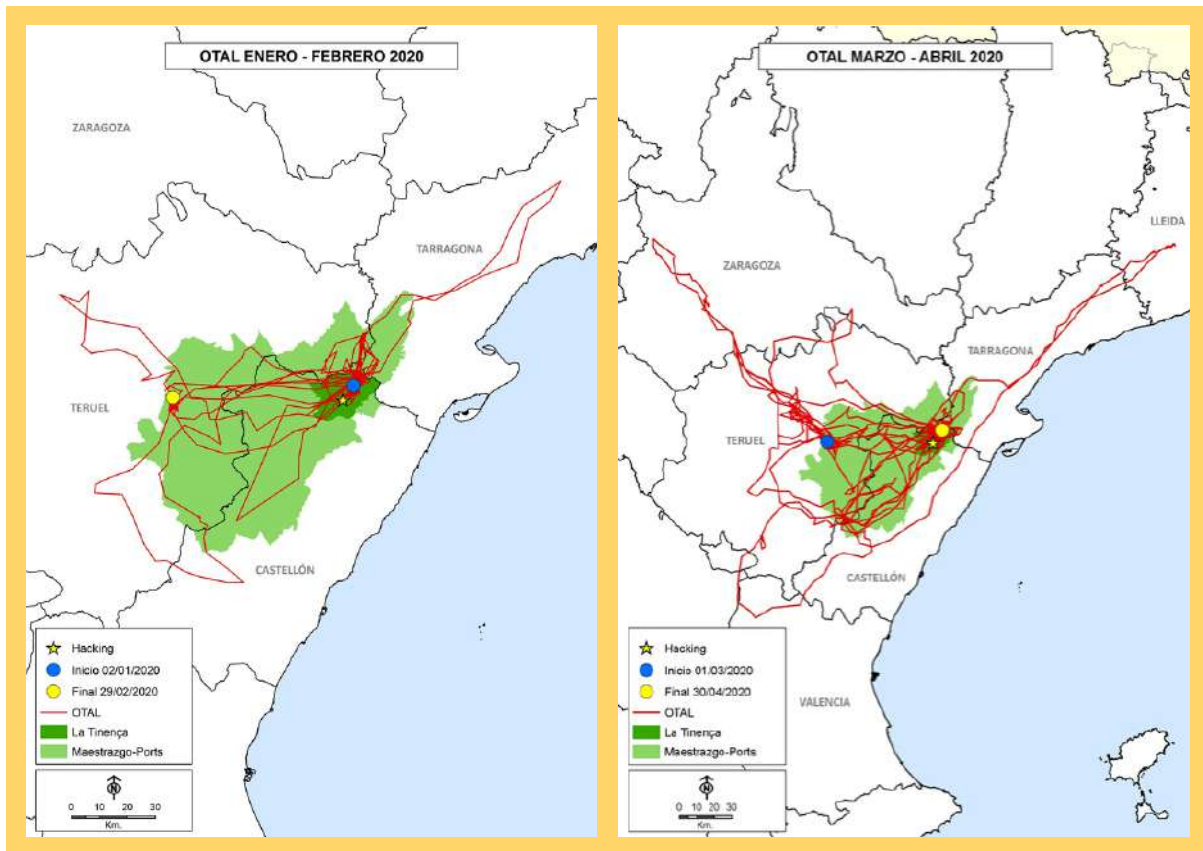 OTAL ENERO - FEBRERO 2020
ZARAGOZA
TARRAGONA
TERUEL
CASTELLÓN
Hacking
Inicio 02/01/2020
Final 29/02/2020
OTAL
La Tinença
Maestrazgo-Ports
N
0 10 20 30
Km.
OTAL MARZO - ABRIL 2020
LLEIDA
ZARAGOZA
TARRAGONA
TERUEL
CASTELLÓN
VALENCIA
Hacking
Inicio 01/03/2020
Final 30/04/2020
OTAL
La Tinença
Maestrazgo-Ports
N
0 10 20 30
Km.